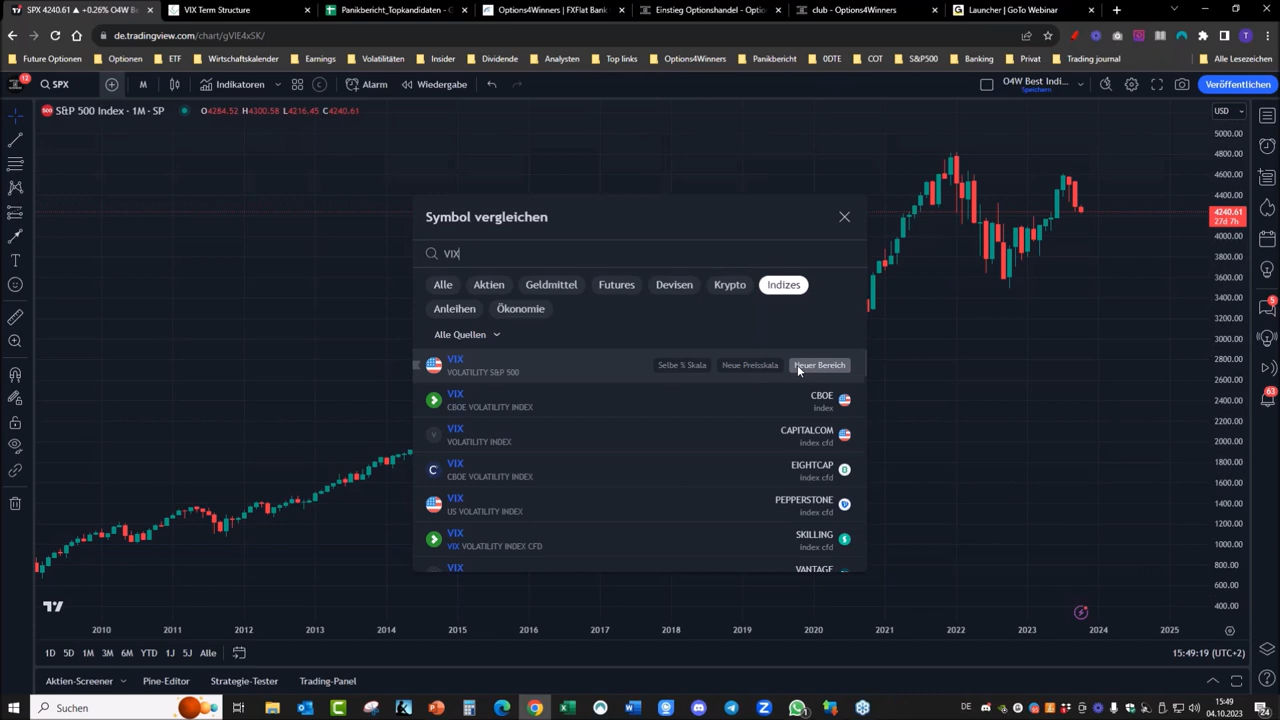 SPX 4240.61 ▲ +0.26% O4W Best
VIX Term Structure
Panikbericht_Topkandidaten - G
Options4Winners | FXFlat Bank
Einstieg Optionshandel - Option
club - Options4Winners
Launcher | GoTo Webinar
de.tradingview.com/chart/gVIE4xSK/
Future Optionen
Optionen
ETF
Wirtschaftskalender
Earnings
Volatilitäten
Insider
Dividende
Analysten
Top links
Options4Winners
Panikbericht
0DTE
COT
S&P500
Banking
Privat
Trading journal
Alle Lesezeichen
12
SPX
M
Indikatoren
Alarm
Wiedergabe
O4W Best Indi...
Speichern
Veröffentlichen
500
S&P 500 Index · 1M · SP
O4284.52 H4300.58 L4216.45 C4240.61
USD
5000.00
4800.00
4600.00
4400.00
4240.61
27d 7h
4000.00
3800.00
3600.00
3400.00
3200.00
3000.00
2800.00
2600.00
2400.00
2200.00
2000.00
1800.00
1600.00
1400.00
1200.00
1000.00
800.00
600.00
400.00
Symbol vergleichen
VIX
Alle
Aktien
Geldmittel
Futures
Devisen
Krypto
Indizes
Anleihen
Ökonomie
Alle Quellen
VIX
VOLATILITY S&P 500
Selbe % Skala
Neue Preisskala
Neuer Bereich
VIX
CBOE VOLATILITY INDEX
CBOE
index
VIX
VOLATILITY INDEX
CAPITALCOM
index cfd
VIX
CBOE VOLATILITY INDEX
EIGHTCAP
index cfd
VIX
US VOLATILITY INDEX
PEPPERSTONE
index cfd
VIX
VIX VOLATILITY INDEX CFD
SKILLING
index cfd
VIX
VANTAGE
63
2010
2011
2012
2013
2014
2015
2016
2017
2018
2019
2020
2021
2022
2023
2024
2025
1D
5D
1M
3M
6M
YTD
1J
5J
Alle
15:49:19 (UTC+2)
Aktien-Screener
Pine-Editor
Strategie-Tester
Trading-Panel
Suchen
DE
15:49
04.10.2023
24